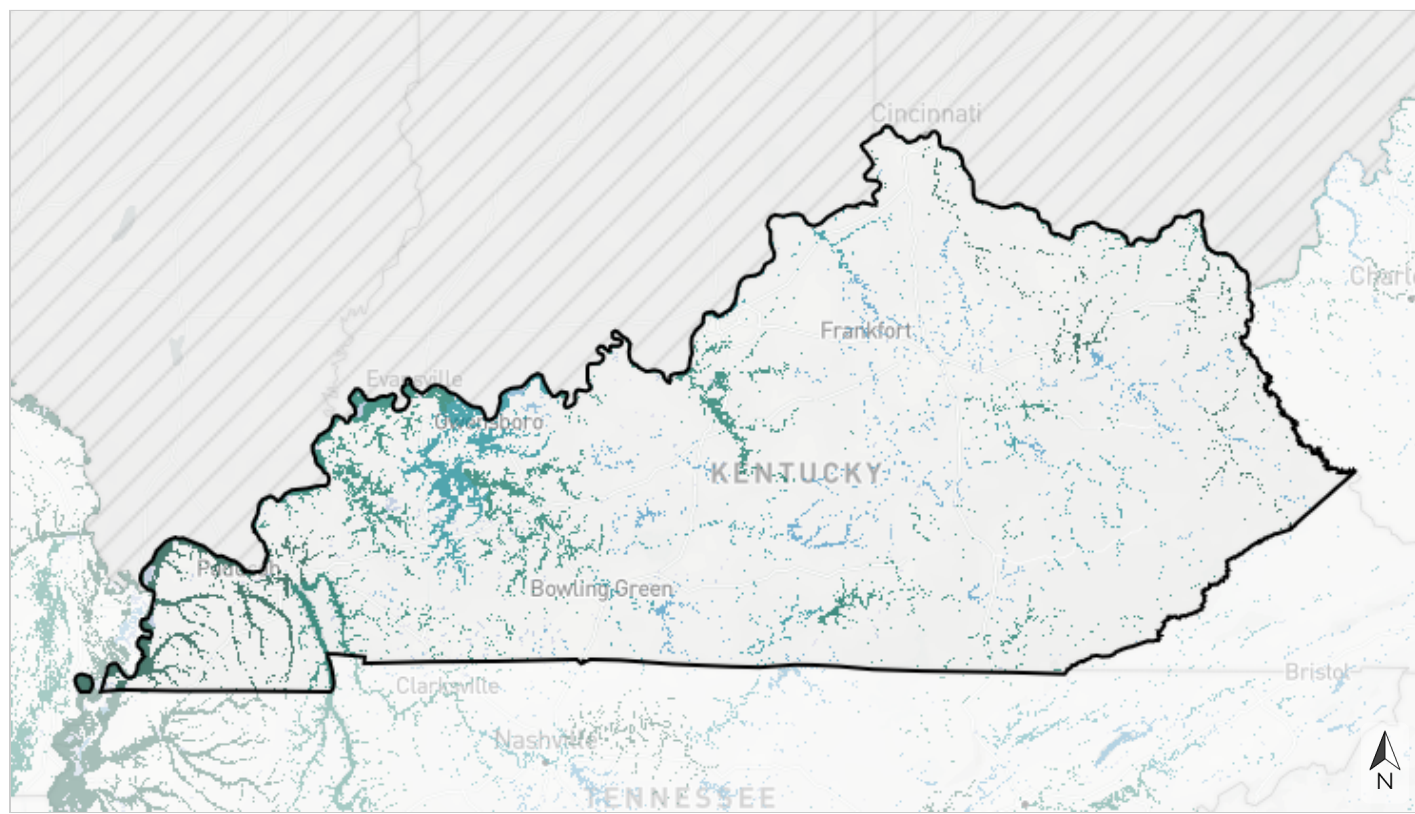 Cincinnati
Charl
Frankfort
Evansville
Owensboro
KENTUCKY
Paducah
Bowling Green
Clarksville
Bristol
Nashville
TENNESSEE
N